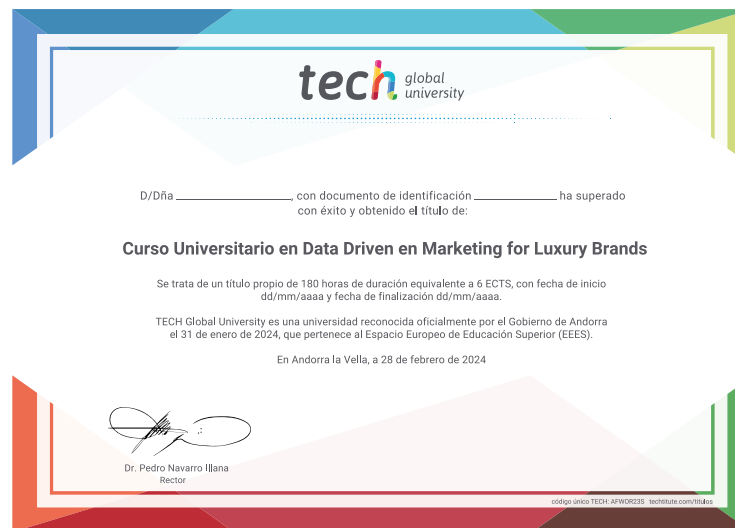 tech global university
D/Dña ____________, con documento de identificación ____________ ha superado
con éxito y obtenido el título de:
Curso Universitario en Data Driven en Marketing for Luxury Brands
Se trata de un título propio de 180 horas de duración equivalente a 6 ECTS, con fecha de inicio
dd/mm/aaaa y fecha de finalización dd/mm/aaaa.
TECH Global University es una universidad reconocida oficialmente por el Gobierno de Andorra
el 31 de enero de 2024, que pertenece al Espacio Europeo de Educación Superior (EEES).
En Andorra la Vella, a 28 de febrero de 2024
Dr. Pedro Navarro Illana
Rector
código único TECH: AFWOR23S techtitute.com/titulos